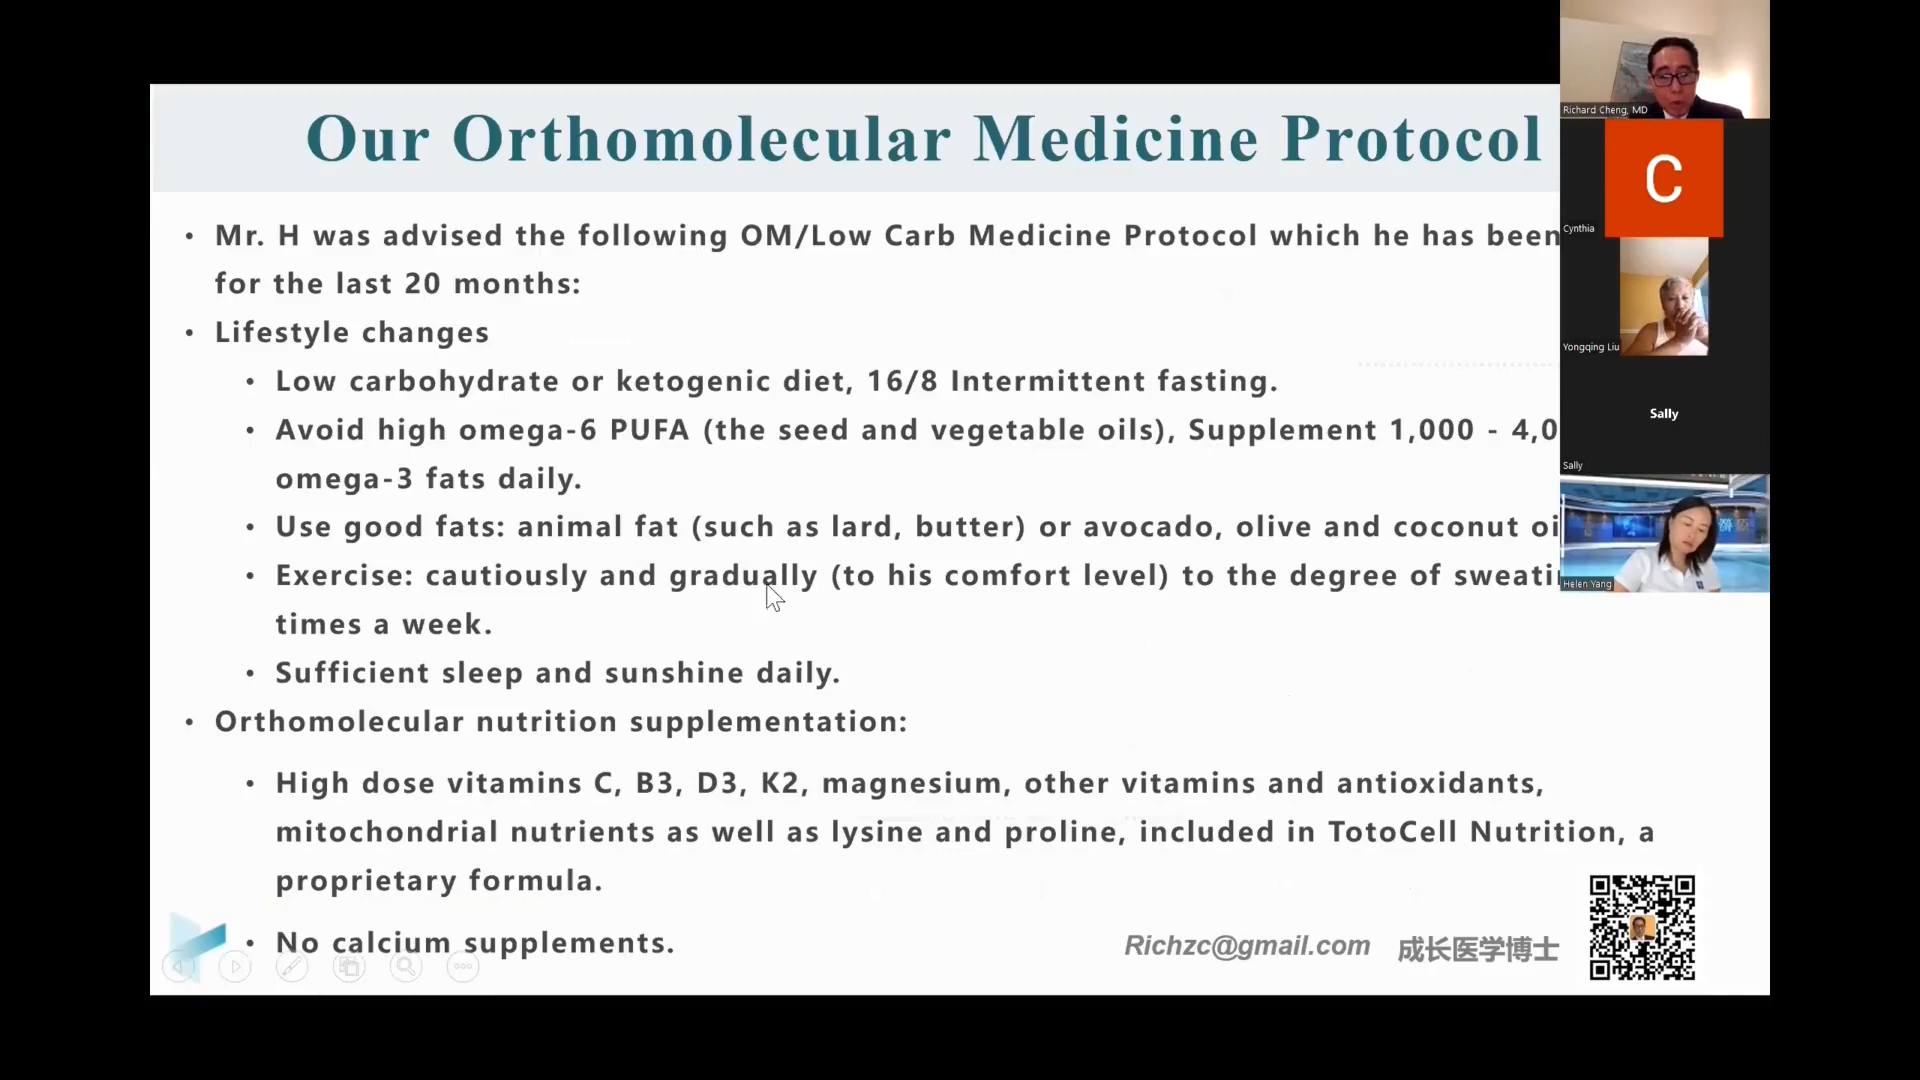 Our Orthomolecular Medicine Protocol
• Mr. H was advised the following OM/Low Carb Medicine Protocol which he has been
for the last 20 months:
• Lifestyle changes
• Low carbohydrate or ketogenic diet, 16/8 Intermittent fasting.
• Avoid high omega-6 PUFA (the seed and vegetable oils), Supplement 1,000 - 4,0
omega-3 fats daily.
• Use good fats: animal fat (such as lard, butter) or avocado, olive and coconut oi
• Exercise: cautiously and gradually (to his comfort level) to the degree of sweati
times a week.
• Sufficient sleep and sunshine daily.
• Orthomolecular nutrition supplementation:
• High dose vitamins C, B3, D3, K2, magnesium, other vitamins and antioxidants,
mitochondrial nutrients as well as lysine and proline, included in TotoCell Nutrition, a
proprietary formula.
• No calcium supplements.
Richzc@gmail.com 成长医学博士
Richard Cheng, MD
C
Cynthia
Yongqing Liu
Sally
Sally
Helen Yang